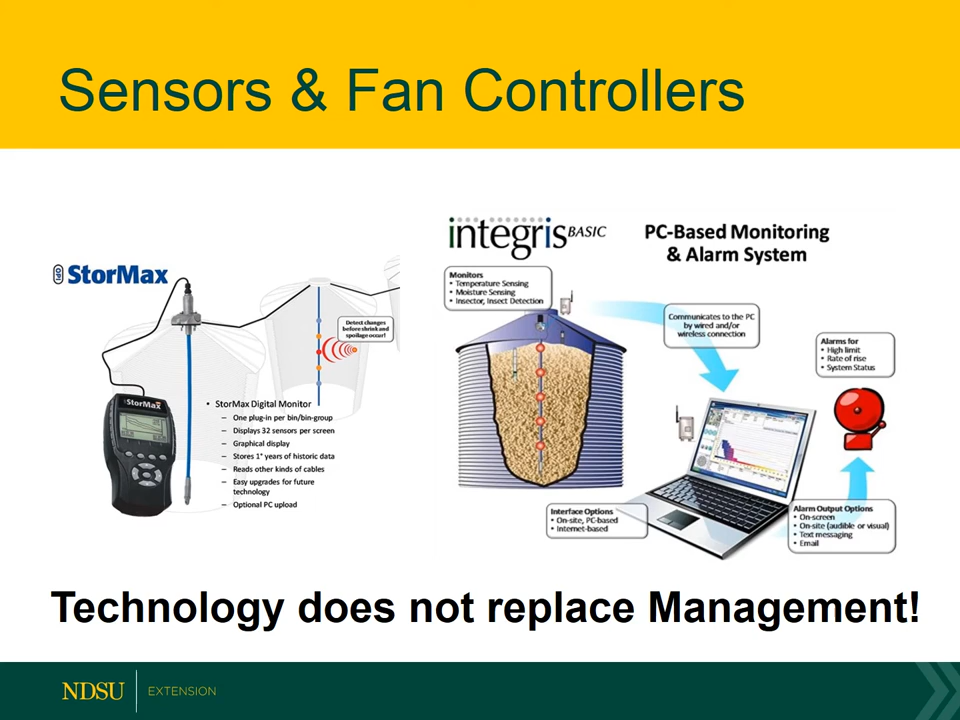 Sensors & Fan Controllers
OPI StorMax
Detect changes
before shrink and
spoilage occur!
StorMax
• StorMax Digital Monitor
– One plug-in per bin/bin-group
– Displays 32 sensors per screen
– Graphical display
– Stores 1⁺ years of historic data
– Reads other kinds of cables
– Easy upgrades for future
technology
– Optional PC upload
integris BASIC
PC-Based Monitoring
& Alarm System
Monitors
• Temperature Sensing
• Moisture Sensing
• Insector, Insect Detection
Communicates to the PC
by wired and/or
wireless connection
Alarms for
• High limit
• Rate of rise
• System Status
Interface Options
• On-site, PC-based
• Internet-based
Alarm Output Options
• On-screen
• On-site (audible or visual)
• Text messaging
• Email
Technology does not replace Management!
NDSU EXTENSION